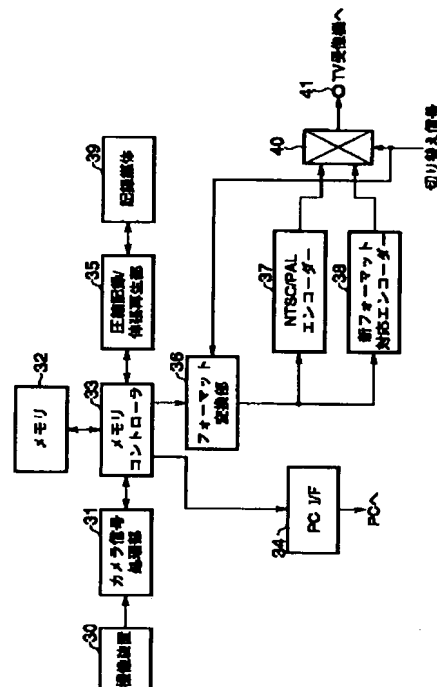 30
撮像装置
31
カメラ信号
処理部
32
メモリ
33
メモリ
コントローラ
35
圧縮記録/
伸張再生部
39
記録媒体
34
PC I/F
PCへ
36
フォーマット
変換部
37
NTSC/PAL
エンコーダー
38
新フォーマット
対応エンコーダー
40
41
TV受像機へ
切り替え信号